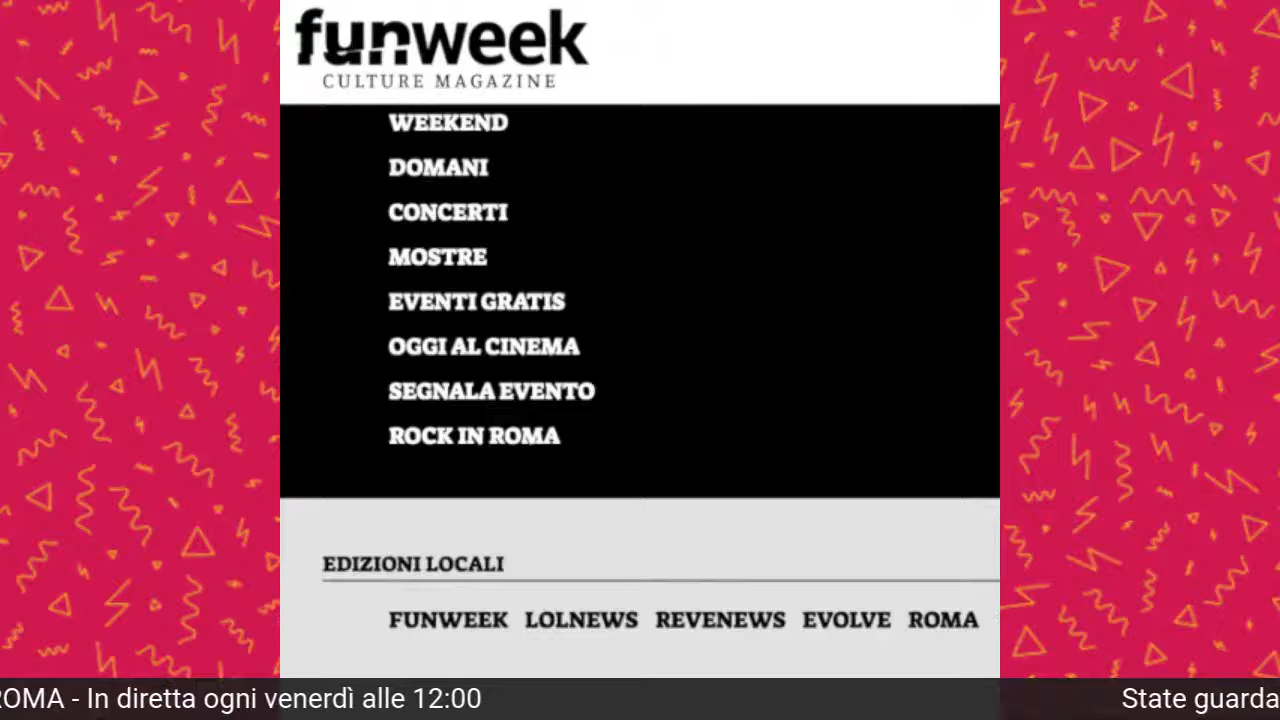 funweek
CULTURE MAGAZINE
WEEKEND
DOMANI
CONCERTI
MOSTRE
EVENTI GRATIS
OGGI AL CINEMA
SEGNALA EVENTO
ROCK IN ROMA
EDIZIONI LOCALI
FUNWEEK LOLNEWS REVENEWS EVOLVE ROMA
ROMA - In diretta ogni venerdì alle 12:00 State guarda